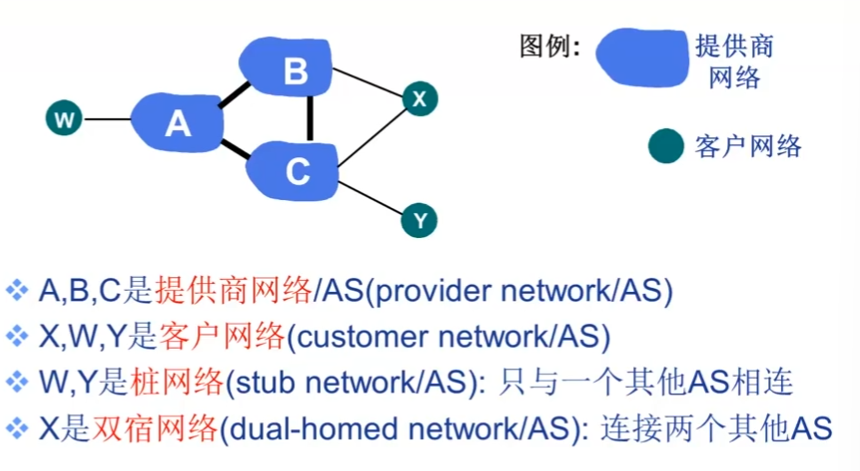 图例:
提供商
网络
B
X
W
A
客户网络
C
Y
A,B,C是提供商网络/AS(provider network/AS)
X,W,Y是客户网络(customer network/AS)
W,Y是桩网络(stub network/AS): 只与一个其他AS相连
X是双宿网络(dual-homed network/AS): 连接两个其他AS